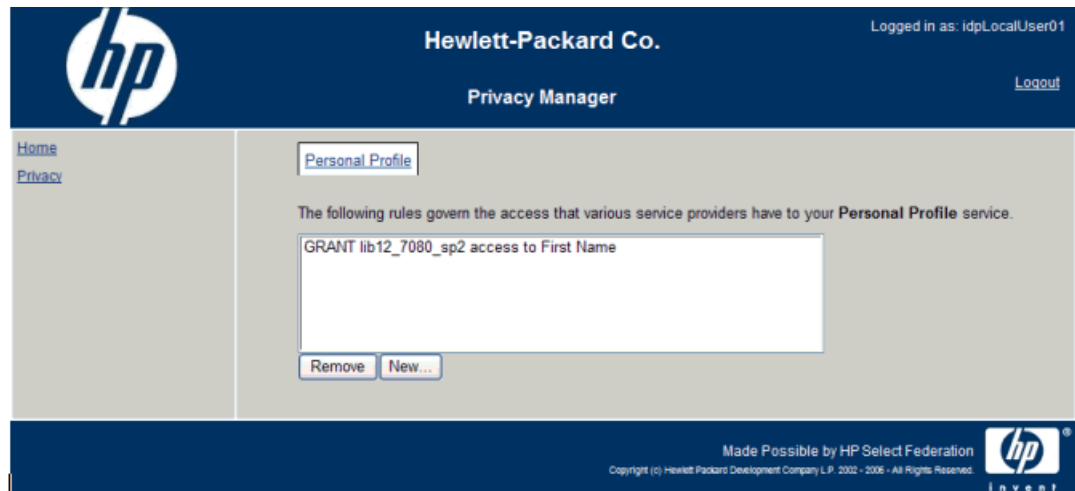 hp
Hewlett-Packard Co.
Logged in as: idpLocalUser01
Privacy Manager
Logout
Home
Privacy
Personal Profile
The following rules govern the access that various service providers have to your Personal Profile service.
GRANT lib12_7080_sp2 access to First Name
Remove New...
Made Possible by HP Select Federation
Copyright (c) Hewlett Packard Development Company L.P. 2002 - 2006 - All Rights Reserved.
hp ®
invent